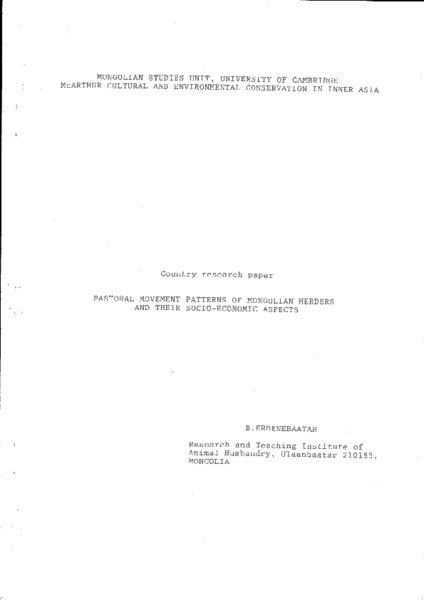 MONGOLIAN STUDIES UNIT, UNIVERSITY OF CAMBRIDGE
McARTHUR CULTURAL AND ENVIRONMENTAL CONSERVATION IN INNER ASIA
Country research paper
PASTORAL MOVEMENT PATTERNS OF MONGOLIAN HERDERS
AND THEIR SOCIO-ECONOMIC ASPECTS
B.ERDENEBAATAR
Research and Teaching Institute of
Animal Husbandry, Ulaanbaatar 210153,
MONGOLIA